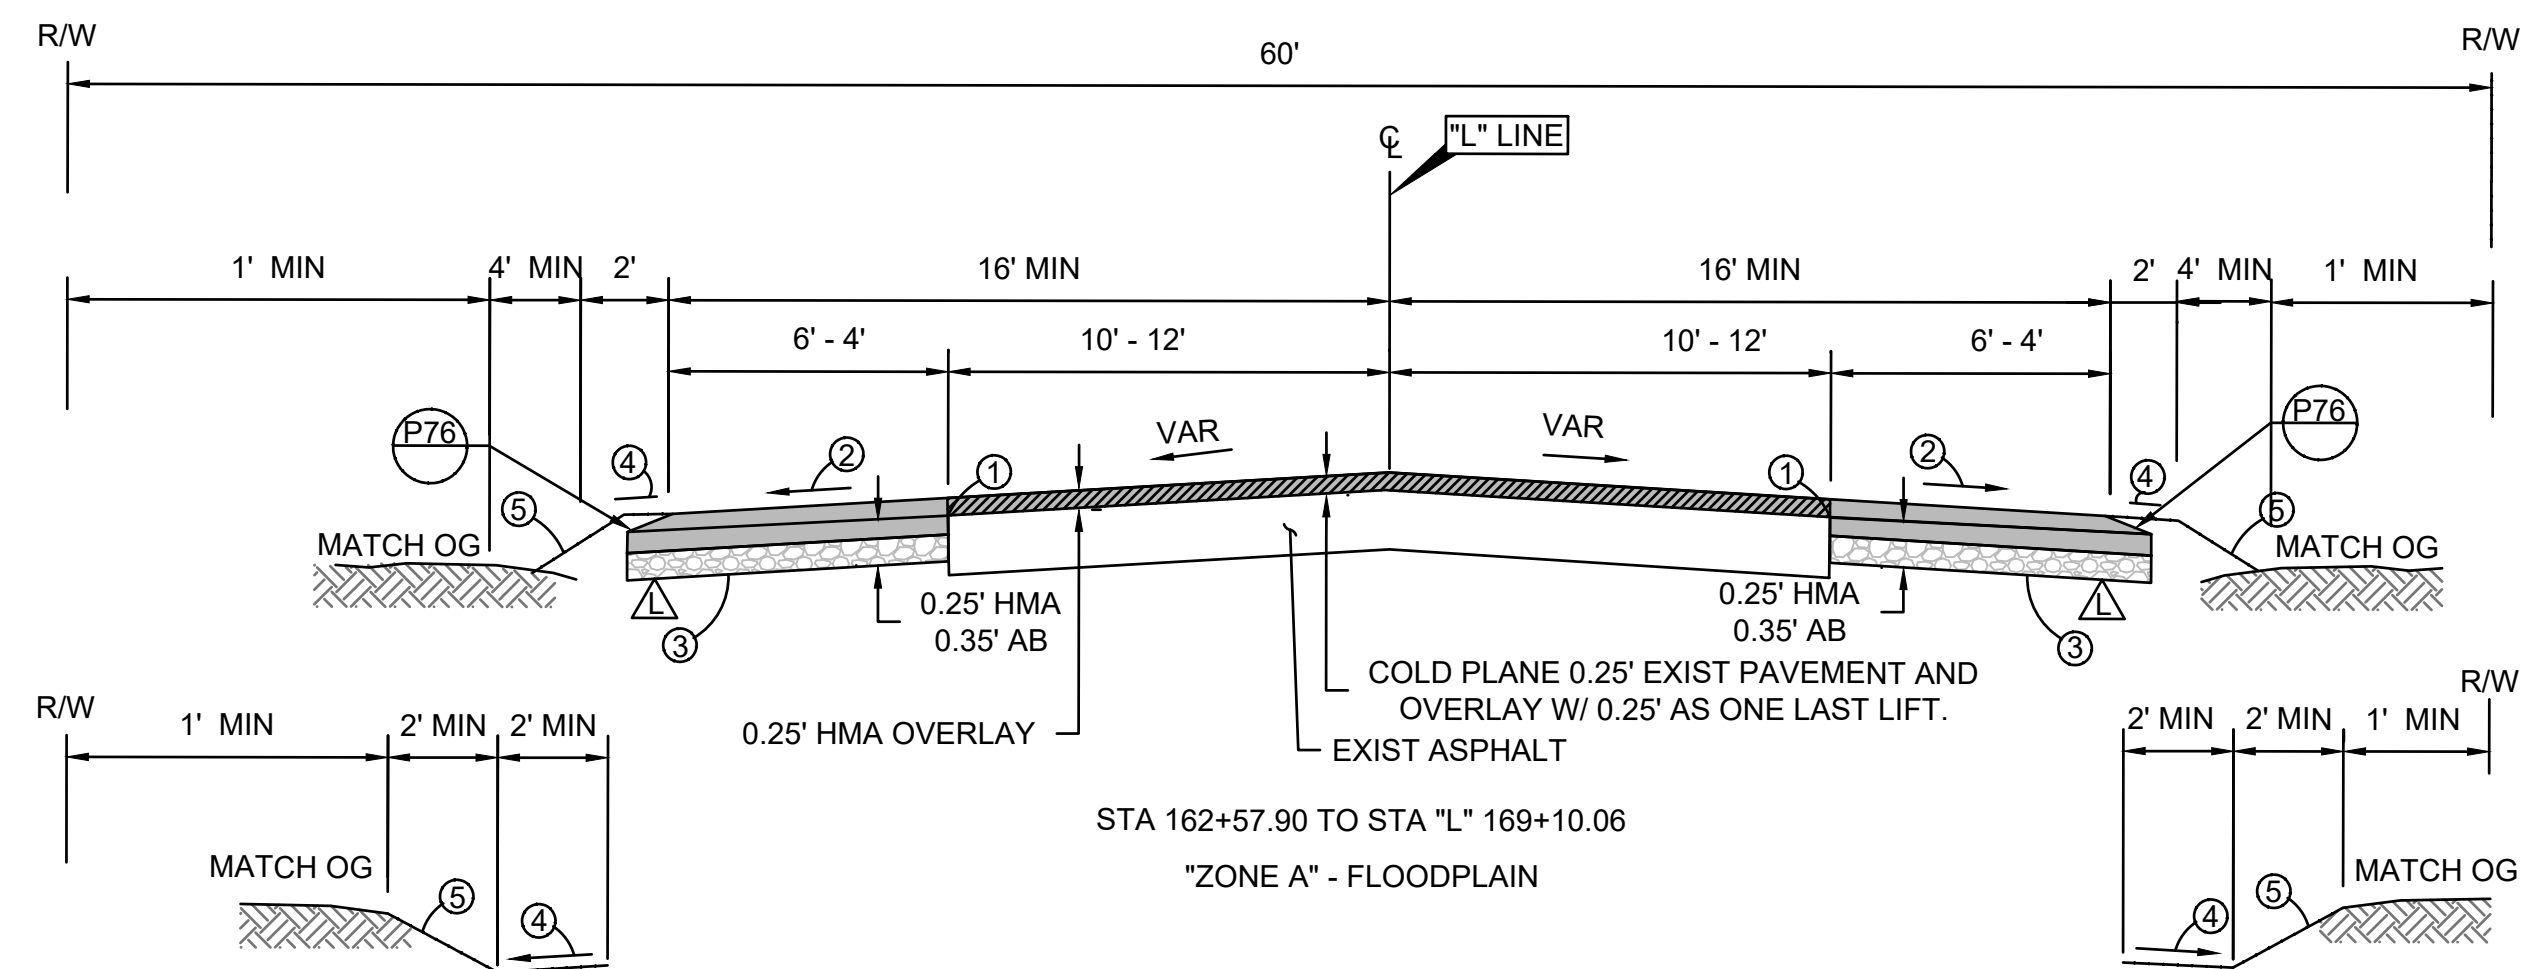 R/W
R/W
60'
℄
"L" LINE
1' MIN
4' MIN
2'
16' MIN
16' MIN
2'
4' MIN
1' MIN
6' - 4'
10' - 12'
10' - 12'
6' - 4'
P76
P76
VAR
VAR
4
2
1
1
2
4
5
5
MATCH OG
MATCH OG
L
L
3
3
0.25' HMA
0.35' AB
0.25' HMA
0.35' AB
COLD PLANE 0.25' EXIST PAVEMENT AND
OVERLAY W/ 0.25' AS ONE LAST LIFT.
0.25' HMA OVERLAY
EXIST ASPHALT
R/W
R/W
1' MIN
2' MIN
2' MIN
2' MIN
2' MIN
1' MIN
STA 162+57.90 TO STA "L" 169+10.06
"ZONE A" - FLOODPLAIN
MATCH OG
MATCH OG
5
4
5
4